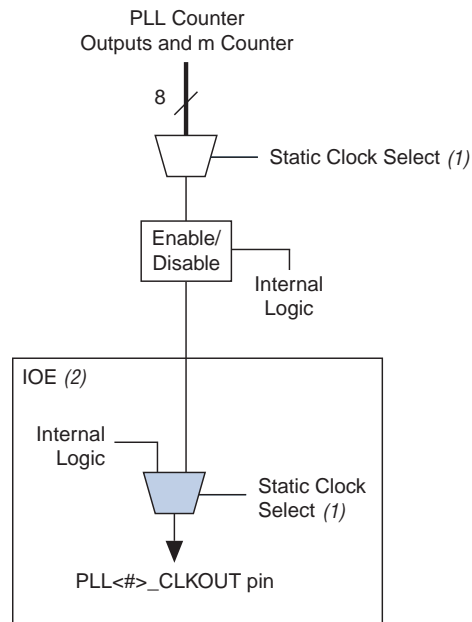 PLL Counter
Outputs and m Counter
8
Static Clock Select (1)
Enable/
Disable
Internal
Logic
IOE (2)
Internal
Logic
Static Clock
Select (1)
PLL<#>_CLKOUT pin